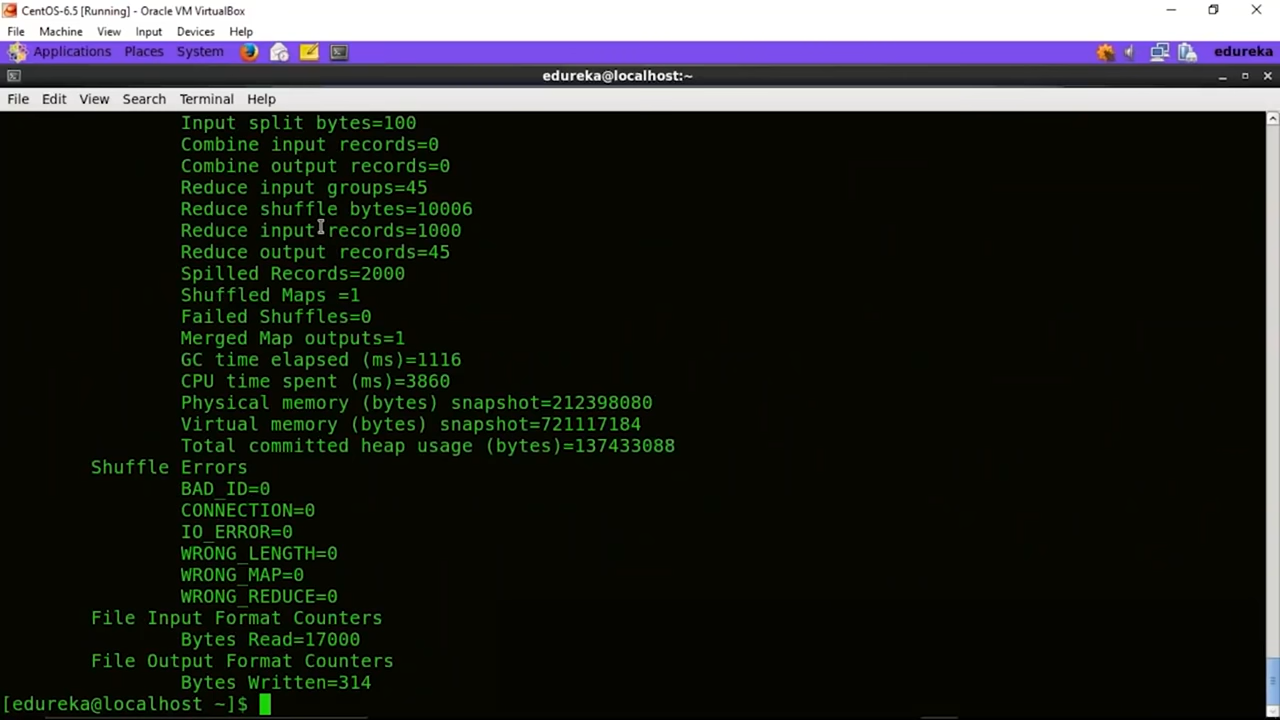 CentOS-6.5 [Running] - Oracle VM VirtualBox
File Machine View Input Devices Help
Applications Places System edureka
edureka@localhost:~
File Edit View Search Terminal Help
Input split bytes=100
Combine input records=0
Combine output records=0
Reduce input groups=45
Reduce shuffle bytes=10006
Reduce input records=1000
Reduce output records=45
Spilled Records=2000
Shuffled Maps =1
Failed Shuffles=0
Merged Map outputs=1
GC time elapsed (ms)=1116
CPU time spent (ms)=3860
Physical memory (bytes) snapshot=212398080
Virtual memory (bytes) snapshot=721117184
Total committed heap usage (bytes)=137433088
Shuffle Errors
BAD_ID=0
CONNECTION=0
IO_ERROR=0
WRONG_LENGTH=0
WRONG_MAP=0
WRONG_REDUCE=0
File Input Format Counters
Bytes Read=17000
File Output Format Counters
Bytes Written=314
[edureka@localhost ~]$